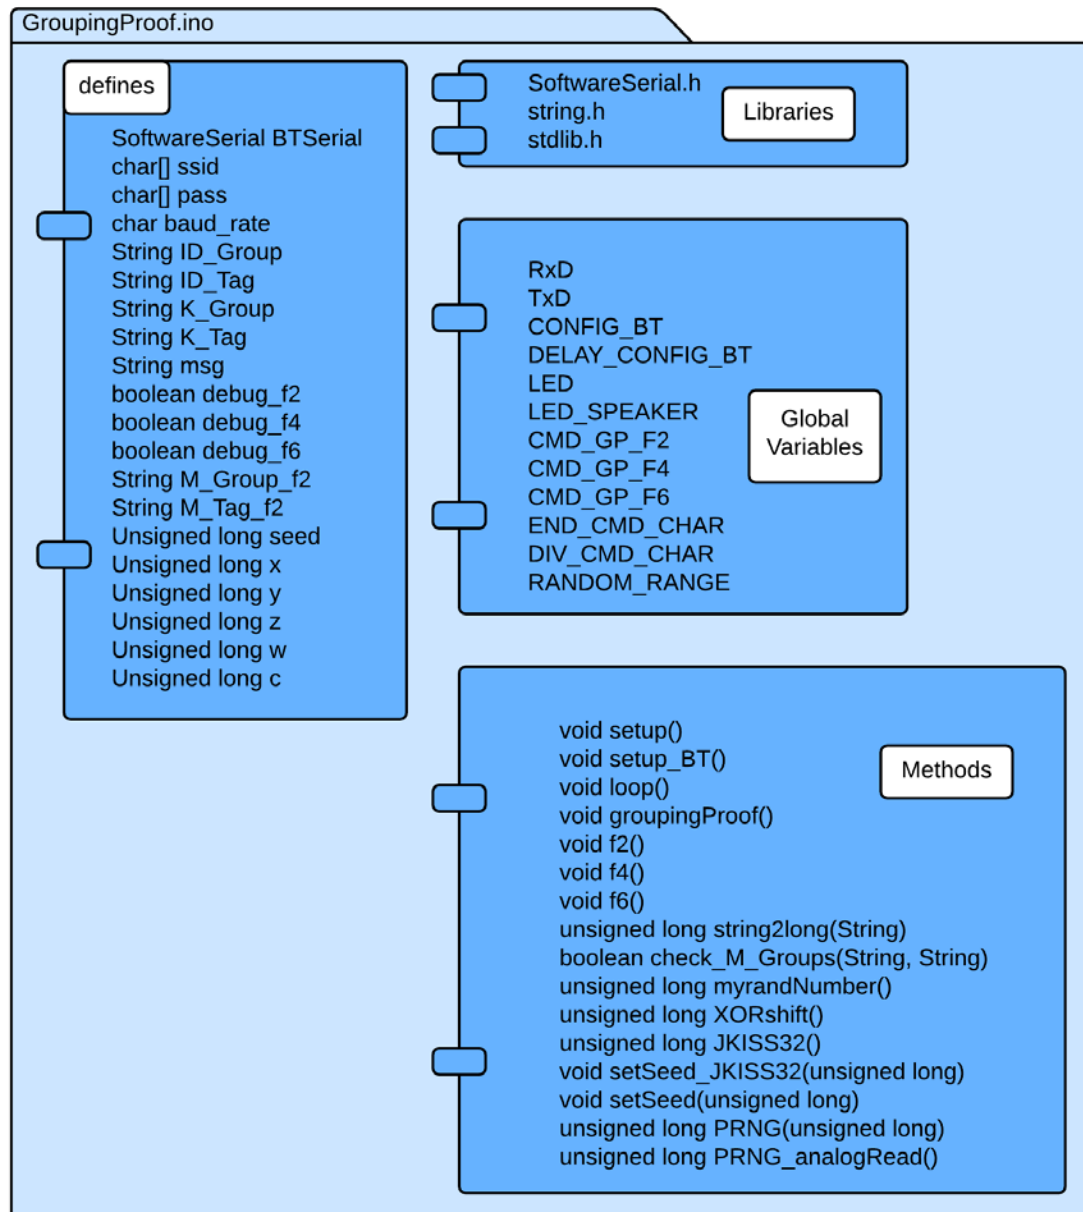 GroupingProof.ino
defines
SoftwareSerial BTSerial
char[] ssid
char[] pass
char baud_rate
String ID_Group
String ID_Tag
String K_Group
String K_Tag
String msg
boolean debug_f2
boolean debug_f4
boolean debug_f6
String M_Group_f2
String M_Tag_f2
Unsigned long seed
Unsigned long x
Unsigned long y
Unsigned long z
Unsigned long w
Unsigned long c
SoftwareSerial.h
string.h
stdlib.h
Libraries
RxD
TxD
CONFIG_BT
DELAY_CONFIG_BT
LED
LED_SPEAKER
CMD_GP_F2
CMD_GP_F4
CMD_GP_F6
END_CMD_CHAR
DIV_CMD_CHAR
RANDOM_RANGE
Global
Variables
void setup()
void setup_BT()
void loop()
void groupingProof()
void f2()
void f4()
void f6()
unsigned long string2long(String)
boolean check_M_Groups(String, String)
unsigned long myrandNumber()
unsigned long XORshift()
unsigned long JKISS32()
void setSeed_JKISS32(unsigned long)
void setSeed(unsigned long)
unsigned long PRNG(unsigned long)
unsigned long PRNG_analogRead()
Methods